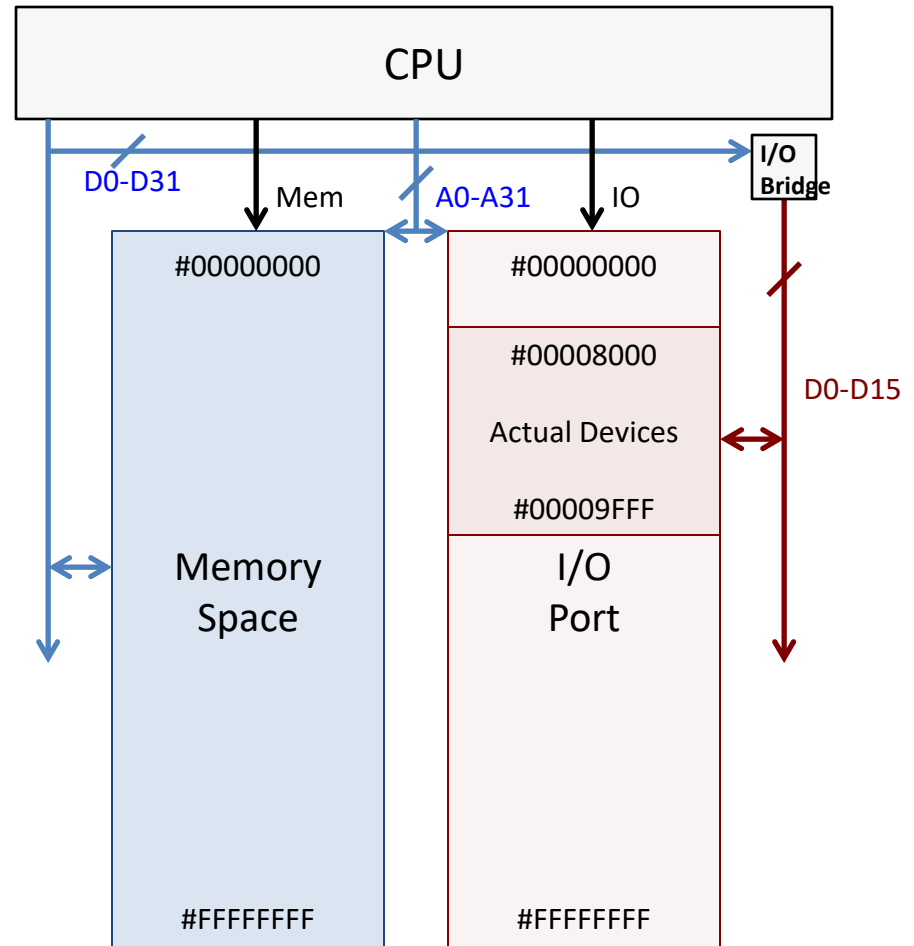 CPU
I/O
Bridge
D0-D31
Mem
A0-A31
IO
#00000000
#00000000
#00008000
D0-D15
Actual Devices
#00009FFF
Memory
Space
I/O
Port
#FFFFFFFF
#FFFFFFFF